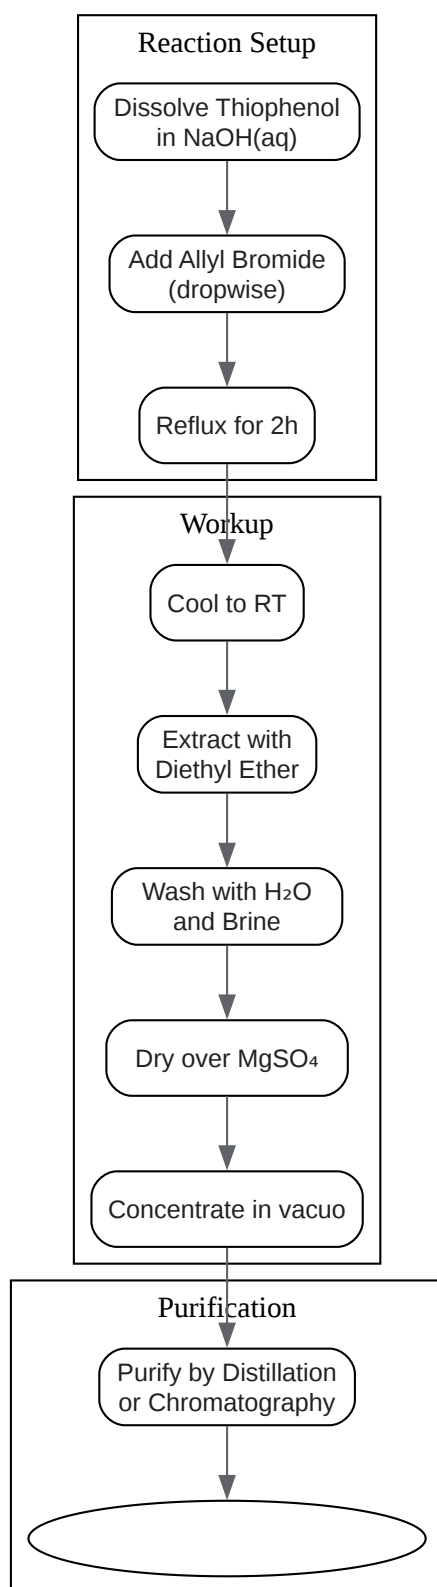 Reaction Setup
Dissolve Thiophenol
in NaOH(aq)
Add Allyl Bromide
(dropwise)
Reflux for 2h
Workup
Cool to RT
Extract with
Diethyl Ether
Wash with H₂O
and Brine
Dry over MgSO₄
Concentrate in vacuo
Purification
Purify by Distillation
or Chromatography